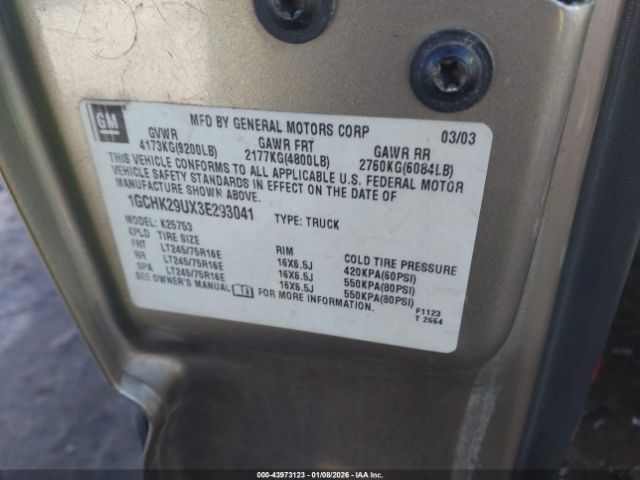 GM
MFD BY GENERAL MOTORS CORP 03/03
GVWR GAWR FRT GAWR RR
4173KG(9200LB) 2177KG(4800LB) 2760KG(6084LB)
THIS VEHICLE CONFORMS TO ALL APPLICABLE U.S. FEDERAL MOTOR
VEHICLE SAFETY STANDARDS IN EFFECT ON THE DATE OF
MANUFACTURE SHOWN ABOVE.
1GCHK29UX3E293041 TYPE: TRUCK
MODEL: K25753
KPLD TIRE SIZE RIM COLD TIRE PRESSURE
FRT LT245/75R16E 16X6.5J 420KPA(60PSI)
RR LT245/75R16E 16X6.5J 550KPA(80PSI)
SPA LT245/75R16E 16X6.5J 550KPA(80PSI)
SEE OWNER'S MANUAL FOR MORE INFORMATION.
F1123
T 2664
000-43973123 | 01/08/2026 - IAA Inc.